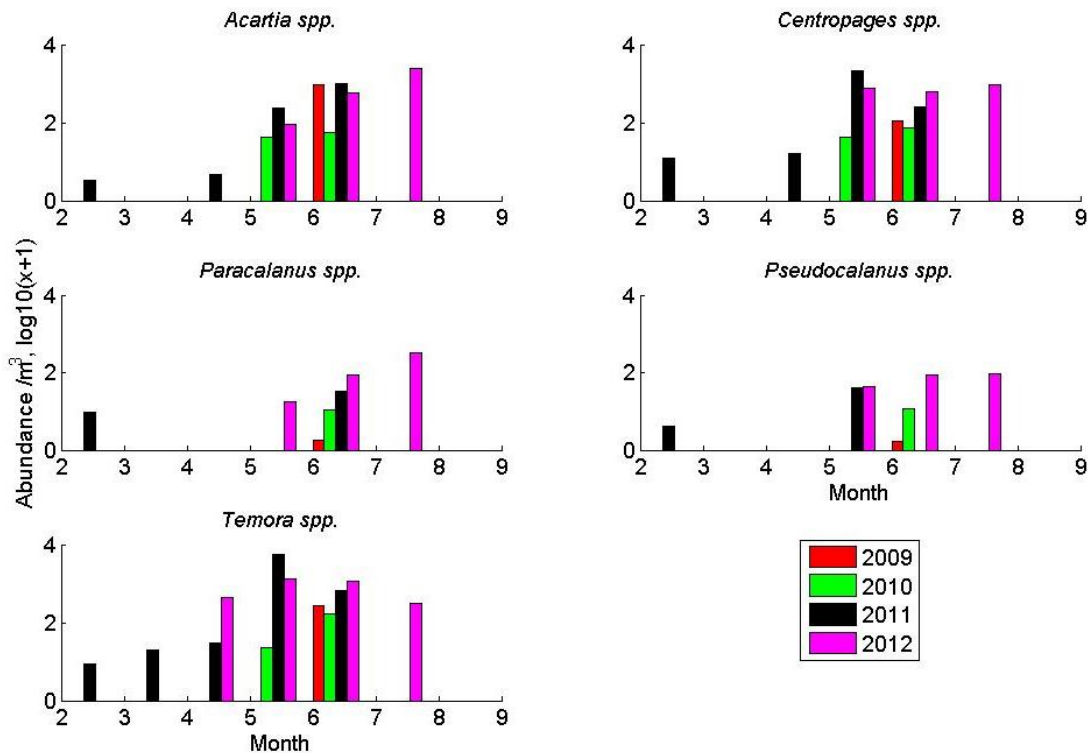 Acartia spp.
4
2
0
2 3 4 5 6 7 8 9
Centropages spp.
4
2
0
2 3 4 5 6 7 8 9
Abundance /m³, log10(x+1)
Paracalanus spp.
4
2
0
2 3 4 5 6 7 8 9
Pseudocalanus spp.
4
2
0
2 3 4 5 6 7 8 9
Month
Temora spp.
4
2
0
2 3 4 5 6 7 8 9
Month
2009
2010
2011
2012